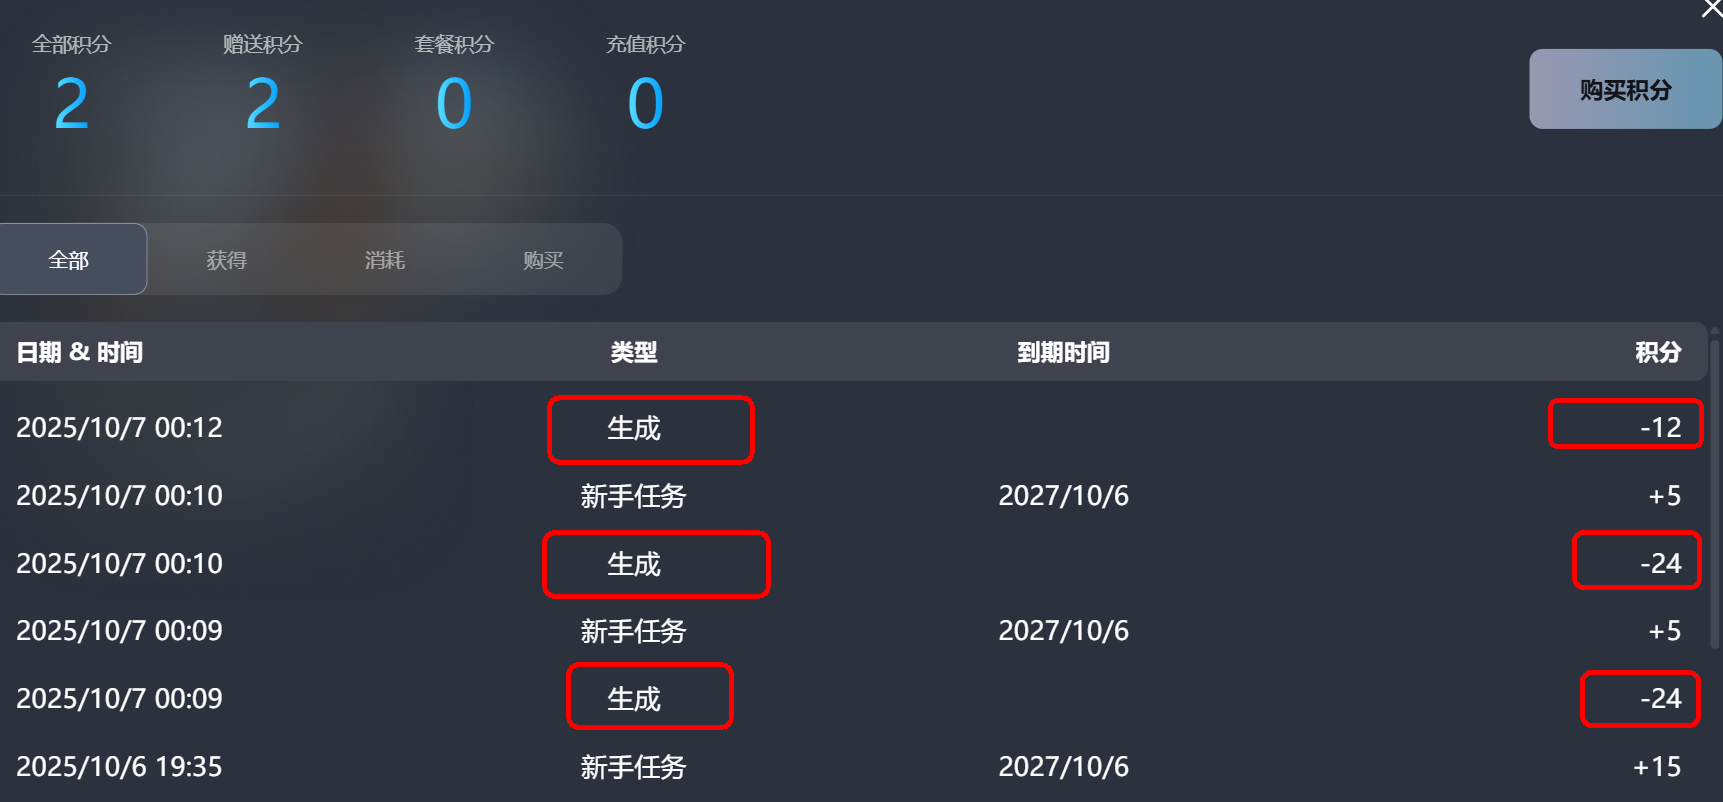 全部积分 赠送积分 套餐积分 充值积分
2 2 0 0
购买积分
全部 获得 消耗 购买
日期 & 时间 类型 到期时间 积分
2025/10/7 00:12 生成 -12
2025/10/7 00:10 新手任务 2027/10/6 +5
2025/10/7 00:10 生成 -24
2025/10/7 00:09 新手任务 2027/10/6 +5
2025/10/7 00:09 生成 -24
2025/10/6 19:35 新手任务 2027/10/6 +15